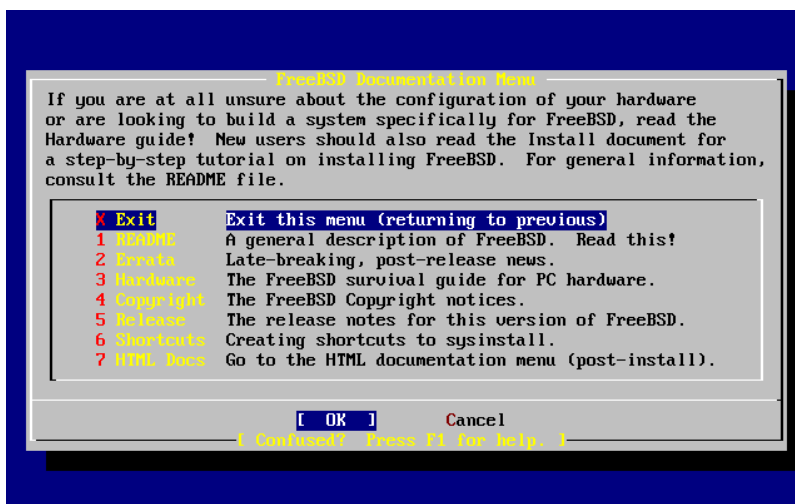 FreeBSD Documentation Menu
If you are at all unsure about the configuration of your hardware
or are looking to build a system specifically for FreeBSD, read the
Hardware guide!  New users should also read the Install document for
a step-by-step tutorial on installing FreeBSD.  For general information,
consult the README file.
X Exit Exit this menu (returning to previous)
1 README A general description of FreeBSD.  Read this!
2 Errata Late-breaking, post-release news.
3 Hardware The FreeBSD survival guide for PC hardware.
4 Copyright The FreeBSD Copyright notices.
5 Release The release notes for this version of FreeBSD.
6 Shortcuts Creating shortcuts to sysinstall.
7 HTML Docs Go to the HTML documentation menu (post-install).
[ OK ] Cancel
[ Confused?  Press F1 for help. ]